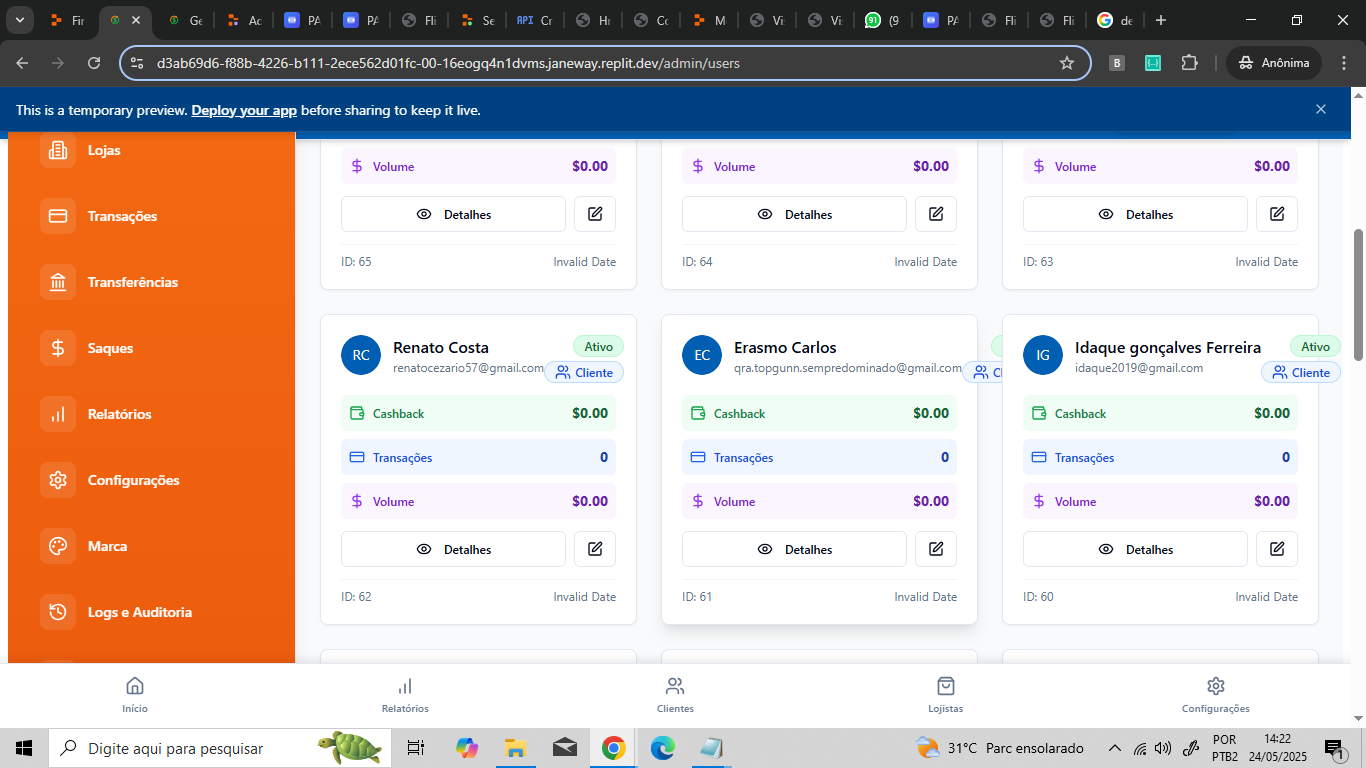 Fir
Ge
Ac
PA
PA
Fli
Se
API Cr
Hr
Cc
M
Vi
Vi
91 (9
PA
Fli
Fli
de
d3ab69d6-f88b-4226-b111-2ece562d01fc-00-16eogq4n1dvms.janeway.replit.dev/admin/users
B
Anônima
This is a temporary preview. Deploy your app before sharing to keep it live.
Lojas
Transações
Transferências
Saques
Relatórios
Configurações
Marca
Logs e Auditoria
Volume $0.00
Detalhes
ID: 65 Invalid Date
Volume $0.00
Detalhes
ID: 64 Invalid Date
Volume $0.00
Detalhes
ID: 63 Invalid Date
RC Renato Costa Ativo
renatocezario57@gmail.com Cliente
Cashback $0.00
Transações 0
Volume $0.00
Detalhes
ID: 62 Invalid Date
EC Erasmo Carlos
qra.topgunn.sempredominado@gmail.com Cl
Cashback $0.00
Transações 0
Volume $0.00
Detalhes
ID: 61 Invalid Date
IG Idaque gonçalves Ferreira Ativo
idaque2019@gmail.com Cliente
Cashback $0.00
Transações 0
Volume $0.00
Detalhes
ID: 60 Invalid Date
Início
Relatórios
Clientes
Lojistas
Configurações
Digite aqui para pesquisar
31°C Parc ensolarado
POR
PTB2
14:22
24/05/2025
1